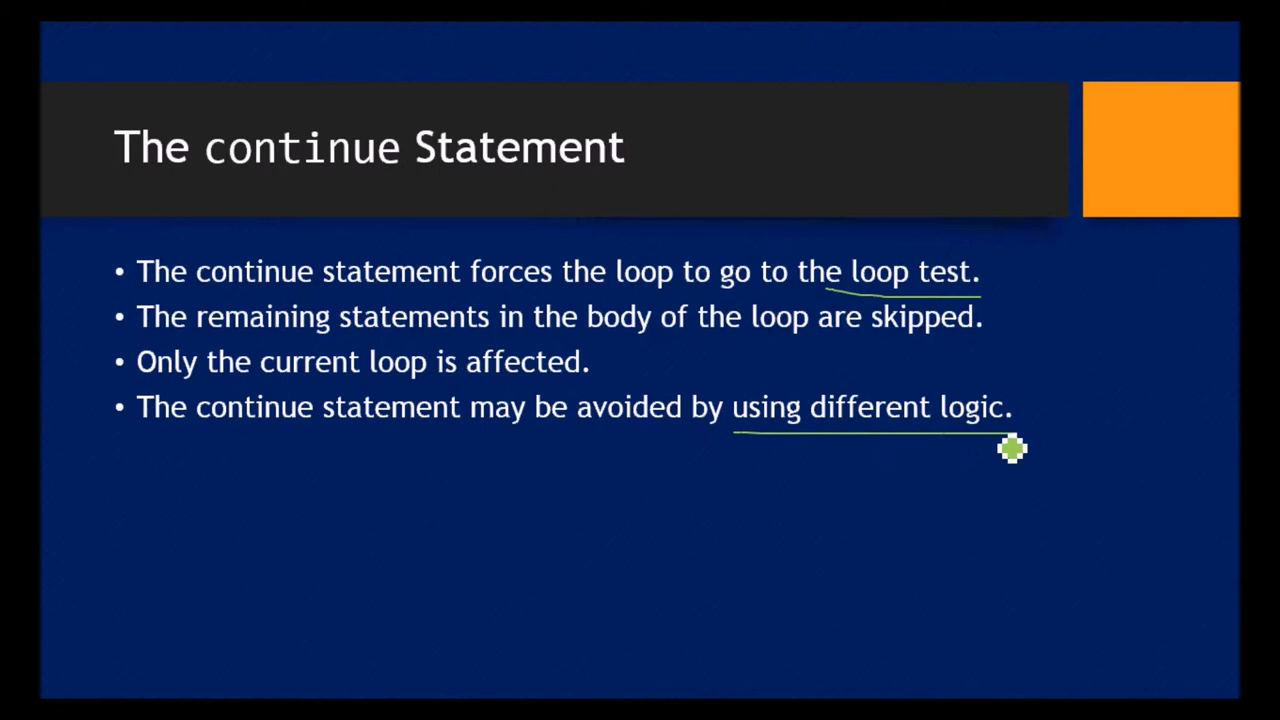 The continue Statement
• The continue statement forces the loop to go to the loop test.
• The remaining statements in the body of the loop are skipped.
• Only the current loop is affected.
• The continue statement may be avoided by using different logic.